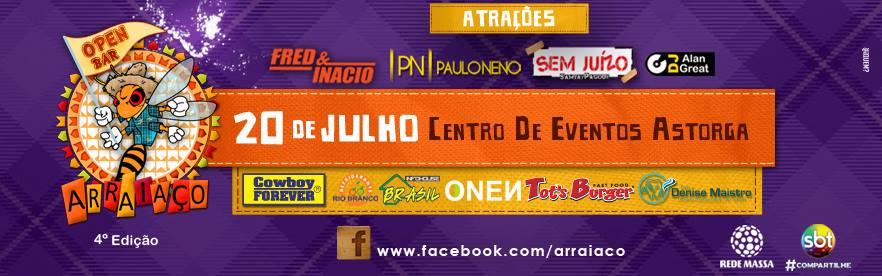 ATRAÇÕES
OPEN
BAR
FRED & INACIO
|PN| PAULONENO
SEM JUÍZO
SAMBA/PAGODE
Alan
Great
20 DE JULHO CENTRO DE EVENTOS ASTORGA
ARRAIAÇO
Cowboy
FOREVER
RIO BRANCO
INFOHOUSE
BRASIL
ONEN
Tot's Burger
FAST FOOD
Denise Maistro
4º Edição
f www.facebook.com/arraiaco
REDE MASSA
sbt
#COMPARTILHE